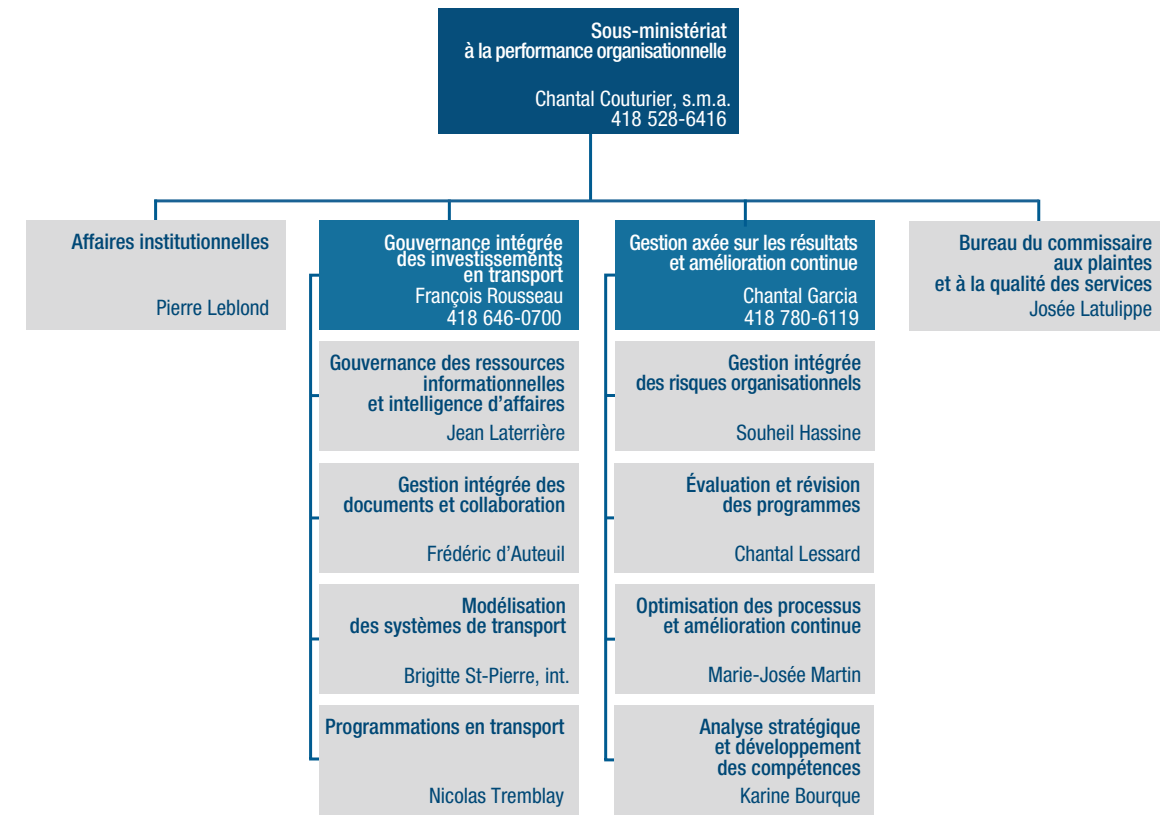 Sous-ministériat
à la performance organisationnelle
Chantal Couturier, s.m.a.
418 528-6416
Affaires institutionnelles
Pierre Leblond
Gouvernance intégrée
des investissements
en transport
François Rousseau
418 646-0700
Gouvernance des ressources
informationnelles
et intelligence d’affaires
Jean Laterrière
Gestion intégrée des
documents et collaboration
Frédéric d’Auteuil
Modélisation
des systèmes de transport
Brigitte St-Pierre, int.
Programmations en transport
Nicolas Tremblay
Gestion axée sur les résultats
et amélioration continue
Chantal Garcia
418 780-6119
Gestion intégrée
des risques organisationnels
Souheil Hassine
Évaluation et révision
des programmes
Chantal Lessard
Optimisation des processus
et amélioration continue
Marie-Josée Martin
Analyse stratégique
et développement
des compétences
Karine Bourque
Bureau du commissaire
aux plaintes
et à la qualité des services
Josée Latulippe